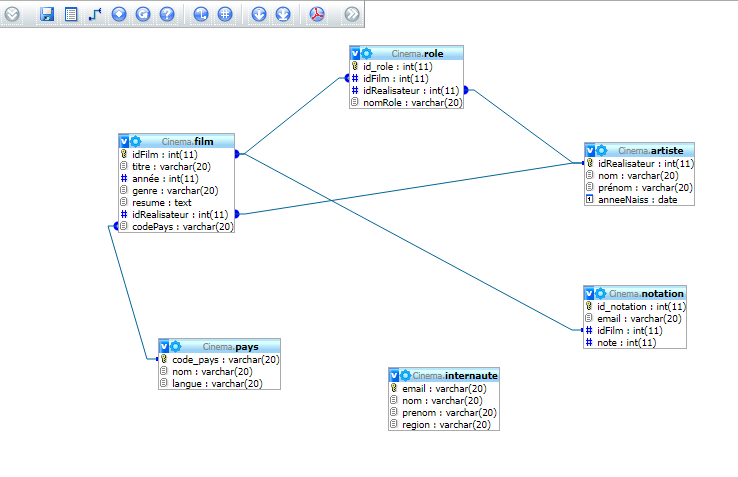 Cinema.role
id_role : int(11)
idFilm : int(11)
idRealisateur : int(11)
nomRole : varchar(20)
Cinema.film
idFilm : int(11)
titre : varchar(20)
année : int(11)
genre : varchar(20)
resume : text
idRealisateur : int(11)
codePays : varchar(20)
Cinema.artiste
idRealisateur : int(11)
nom : varchar(20)
prénom : varchar(20)
anneeNaiss : date
Cinema.notation
id_notation : int(11)
email : varchar(20)
idFilm : int(11)
note : int(11)
Cinema.pays
code_pays : varchar(20)
nom : varchar(20)
langue : varchar(20)
Cinema.internaute
email : varchar(20)
nom : varchar(20)
prenom : varchar(20)
region : varchar(20)